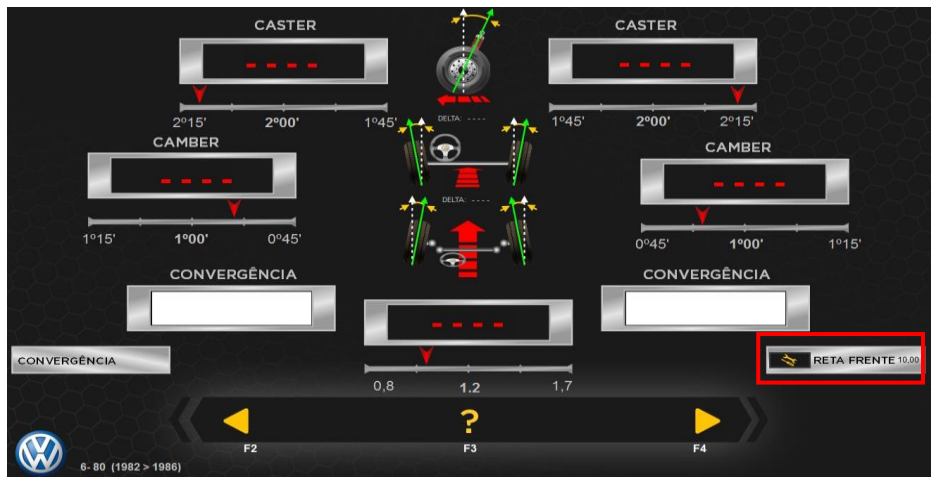 CASTER
CASTER
- - - -
- - - -
2º15' 2º00' 1º45'
DELTA: - - - -
1º45' 2º00' 2º15'
CAMBER
CAMBER
- - - -
- - - -
1º15' 1º00' 0º45'
DELTA: - - - -
0º45' 1º00' 1º15'
CONVERGÊNCIA
CONVERGÊNCIA
- - - -
CONVERGÊNCIA
RETA FRENTE 10,00
0,8 1.2 1,7
?
F2 F3 F4
6- 80 (1982 > 1986)